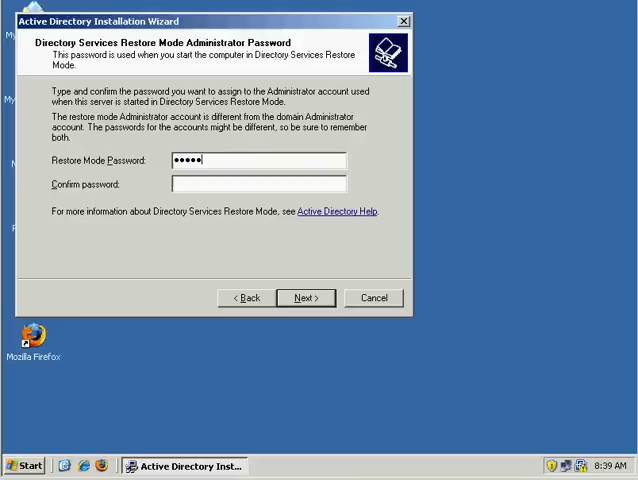 Active Directory Installation Wizard
Directory Services Restore Mode Administrator Password
This password is used when you start the computer in Directory Services Restore
Mode.
Type and confirm the password you want to assign to the Administrator account used
when this server is started in Directory Services Restore Mode.
The restore mode Administrator account is different from the domain Administrator
account. The passwords for the accounts might be different, so be sure to remember
both.
Restore Mode Password: •••••
Confirm password:
For more information about Directory Services Restore Mode, see Active Directory Help.
< Back Next > Cancel
Mozilla Firefox
Start Active Directory Inst... 8:39 AM